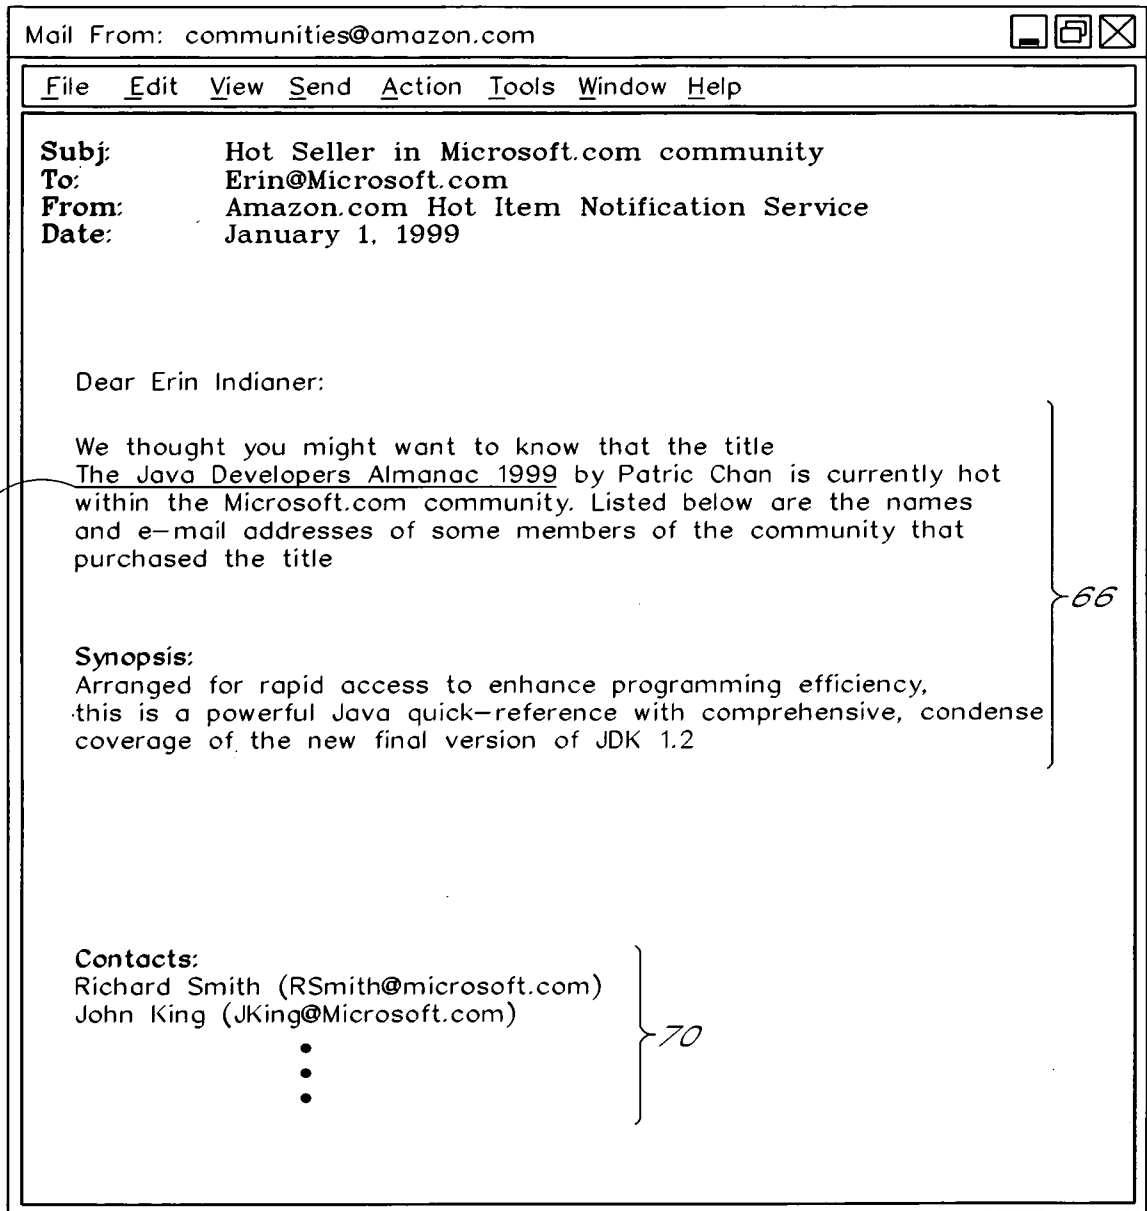 Mail From: communities@amazon.com
File Edit View Send Action Tools Window Help
Subj: Hot Seller in Microsoft.com community
To: Erin@Microsoft.com
From: Amazon.com Hot Item Notification Service
Date: January 1, 1999
Dear Erin Indianer:
We thought you might want to know that the title
The Java Developers Almanac 1999 by Patric Chan is currently hot
within the Microsoft.com community. Listed below are the names
and e-mail addresses of some members of the community that
purchased the title
66
Synopsis:
Arranged for rapid access to enhance programming efficiency,
this is a powerful Java quick-reference with comprehensive, condense
coverage of the new final version of JDK 1.2
Contacts:
Richard Smith (RSmith@microsoft.com)
John King (JKing@Microsoft.com)
70